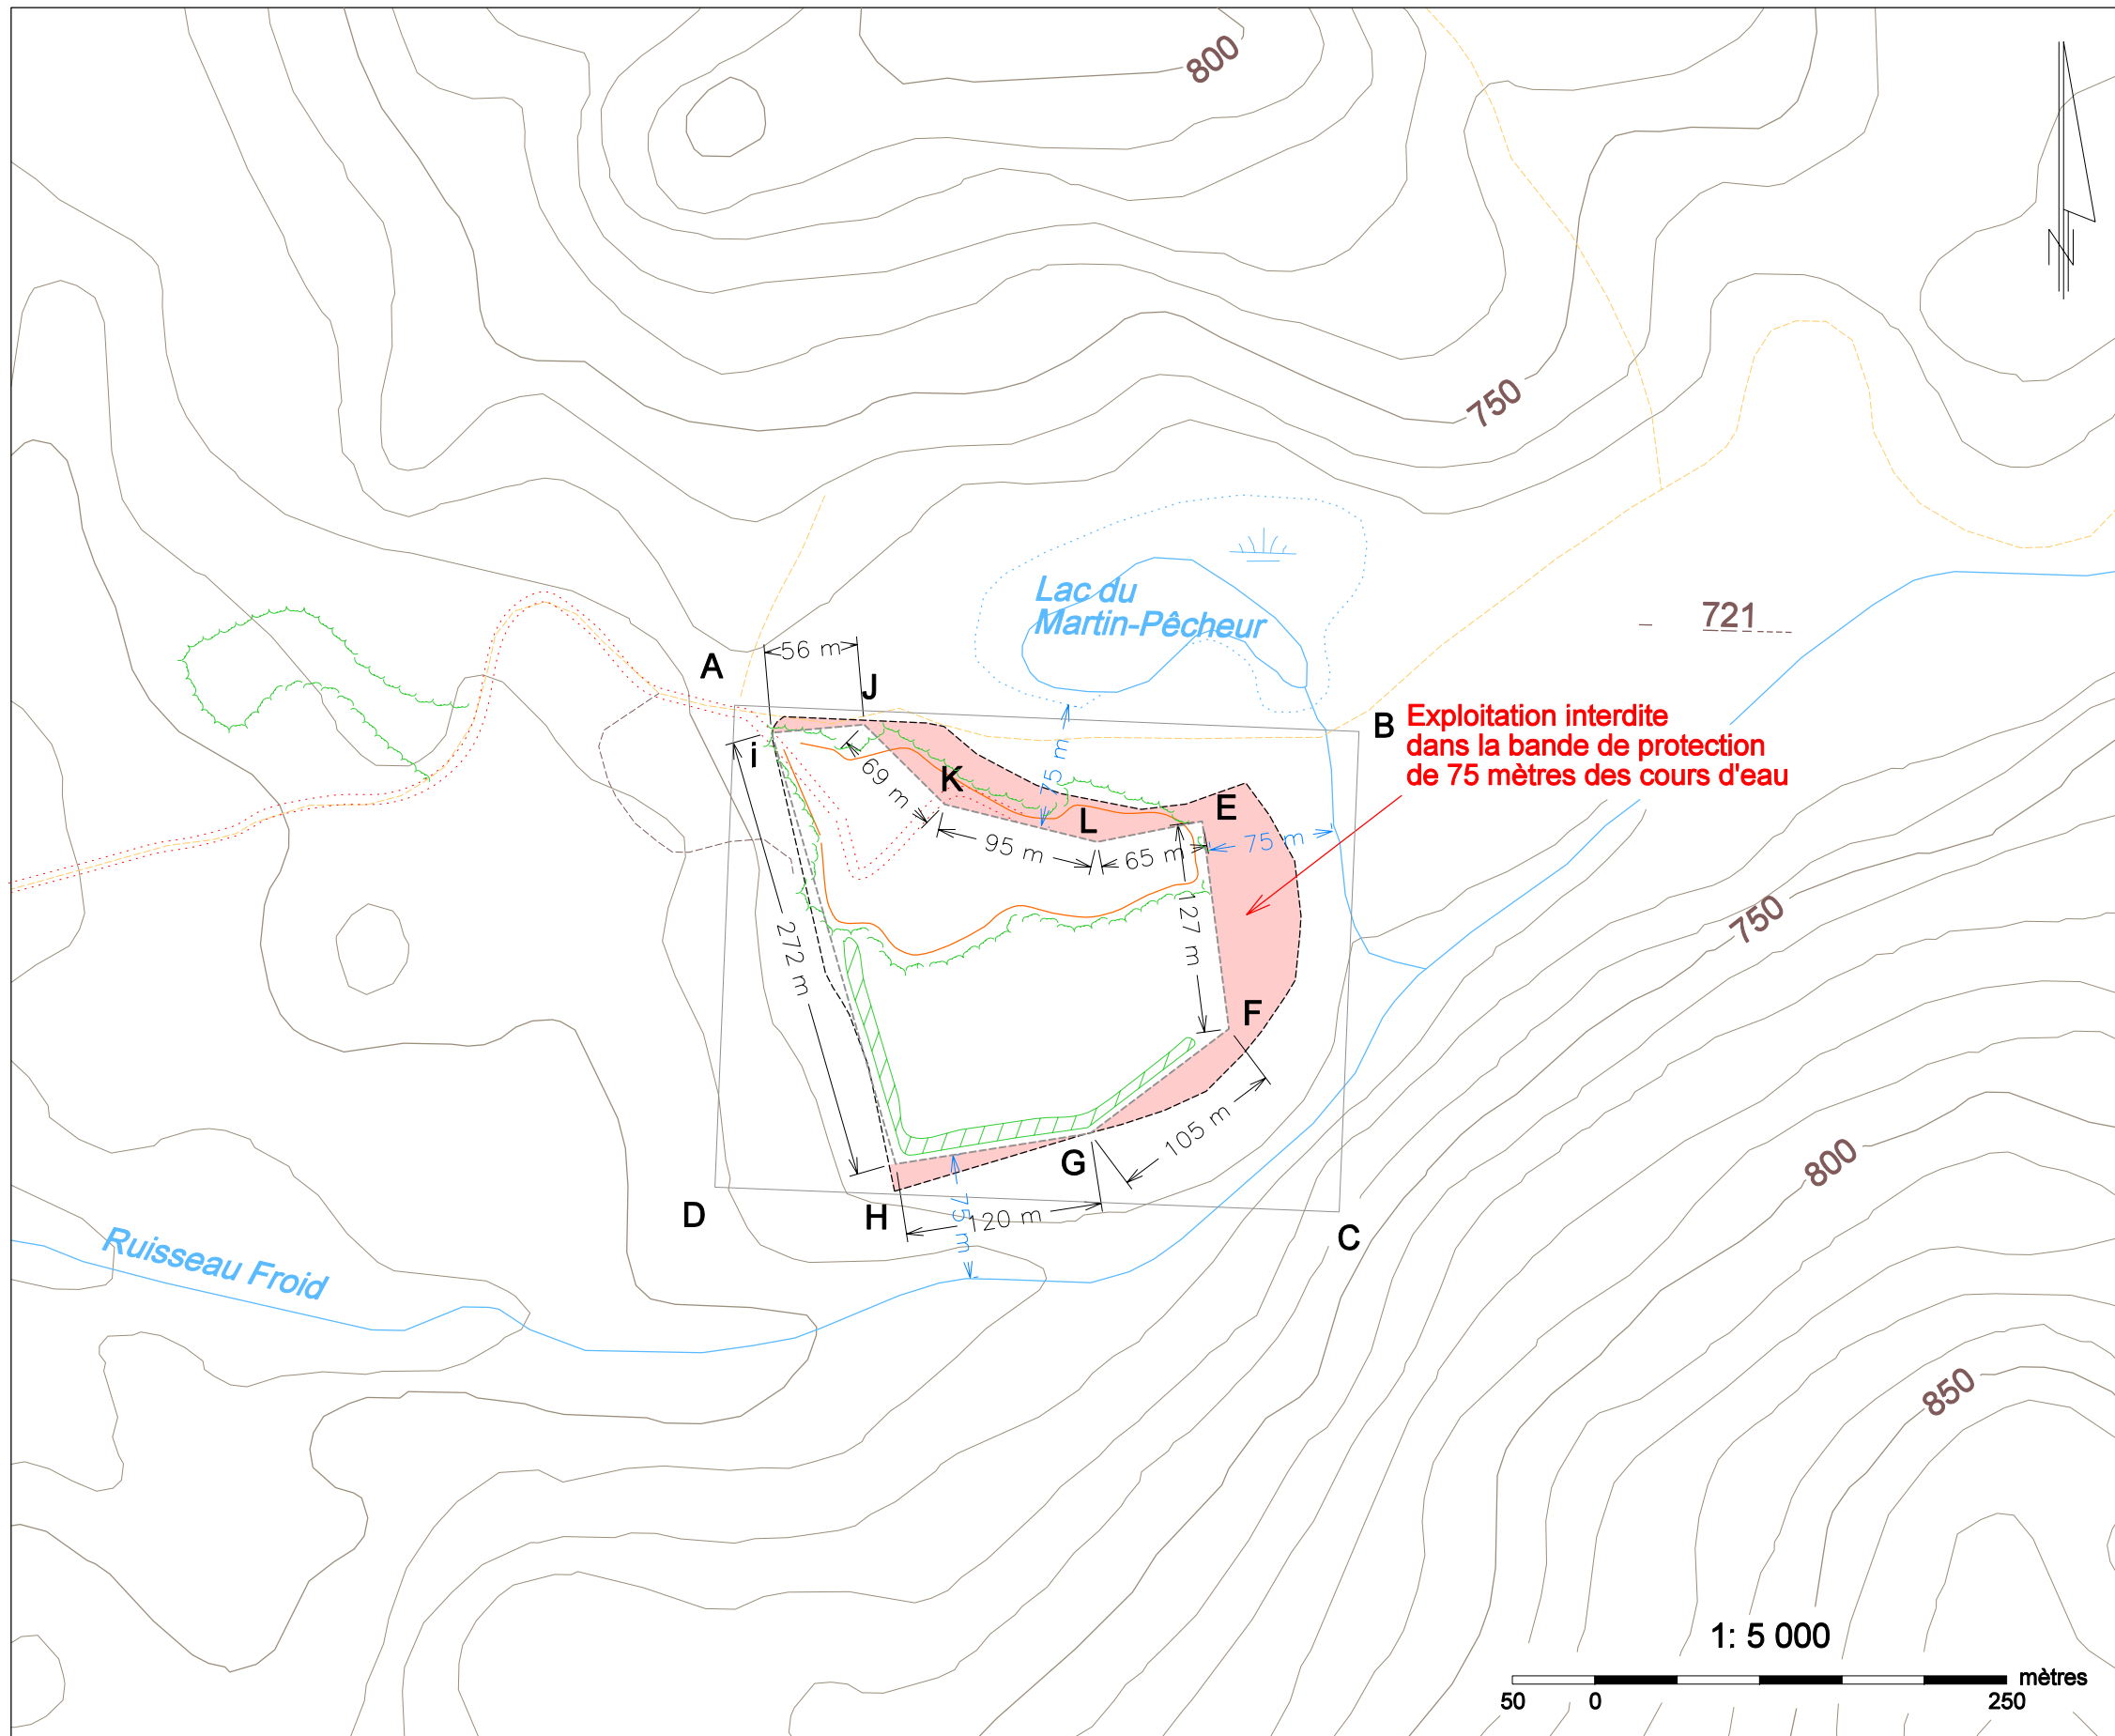 800
N
750
Lac du
Martin-Pêcheur
721
A
56 m
J
B
Exploitation interdite
dans la bande de protection
de 75 mètres des cours d'eau
i
75 m
69 m
K
E
L
95 m
65 m
75 m
127 m
750
272 m
F
105 m
800
G
D
H
75 m
120 m
C
Ruisseau Froid
850
1: 5 000
mètres
50 0 250